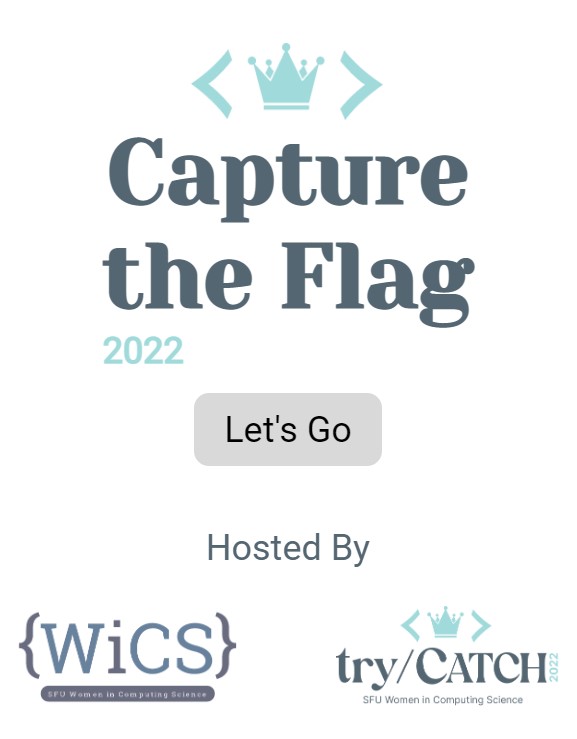 Capture
the Flag
2022
Let's Go
Hosted By
{WiCS}
SFU Women in Computing Science
try/CATCH 2022
SFU Women in Computing Science